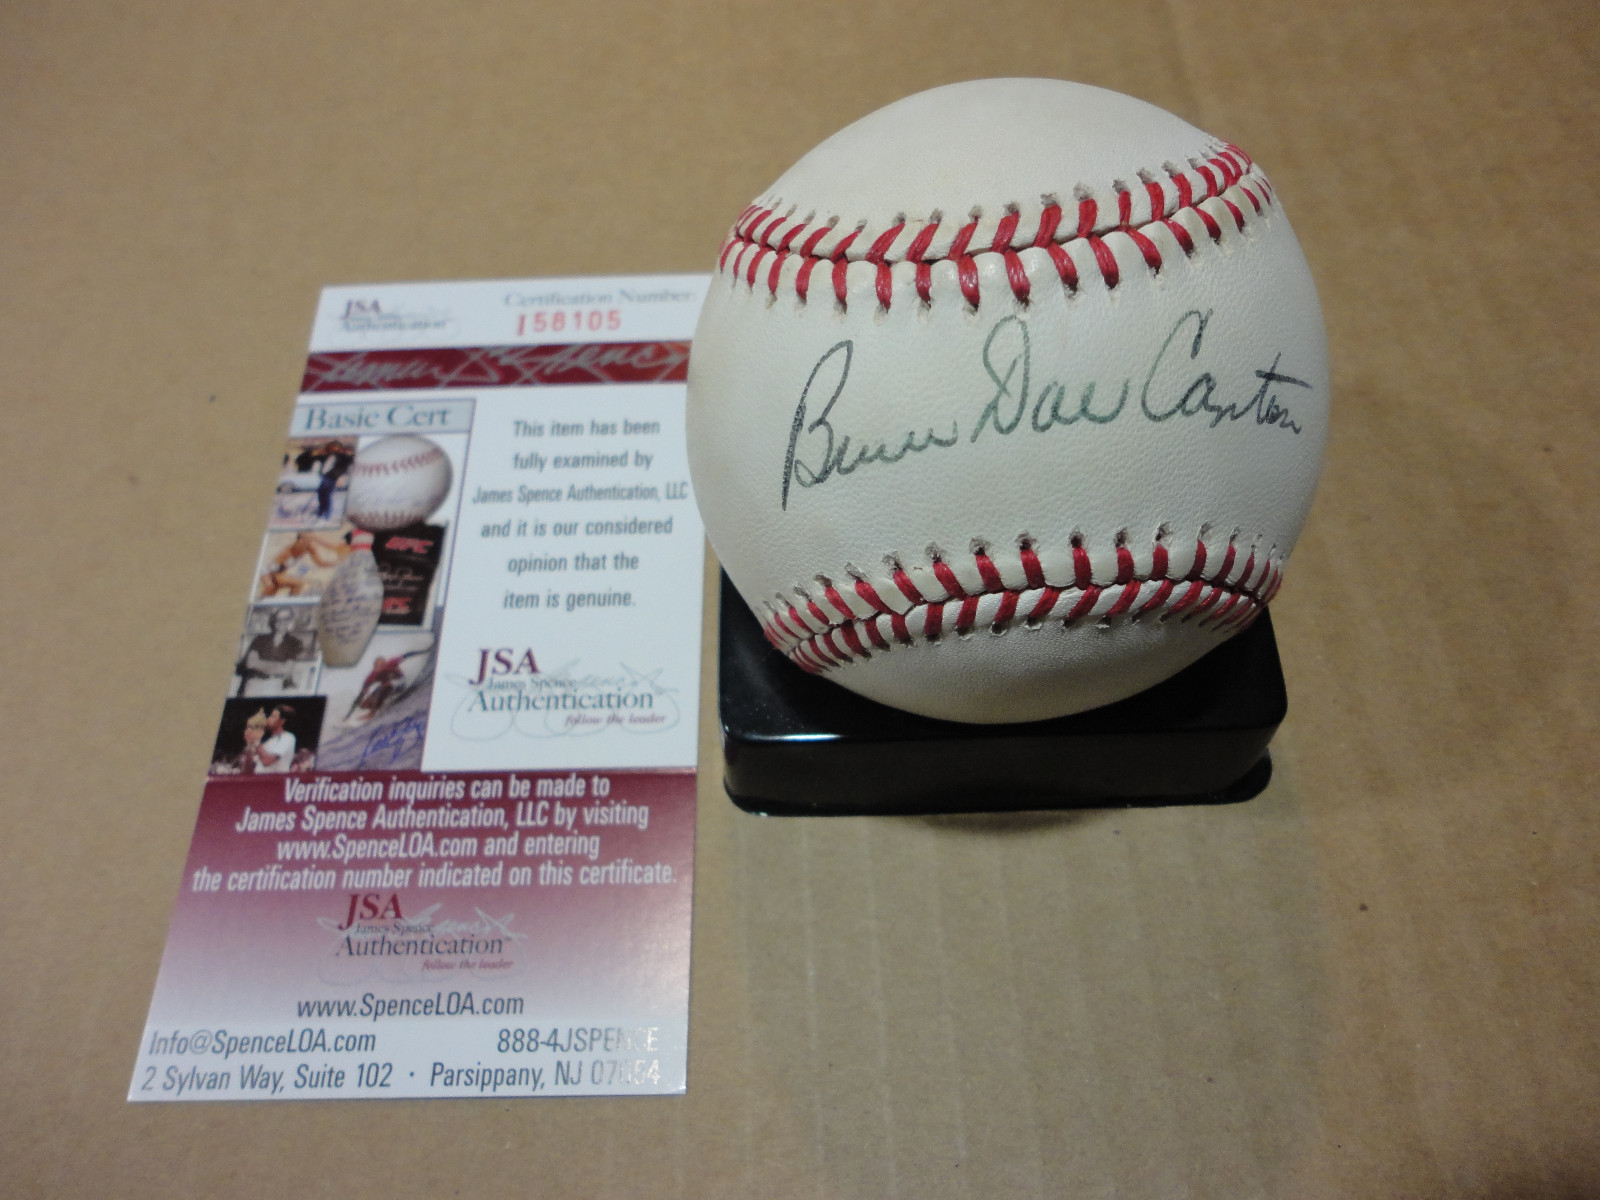 JSA
Authentication
Certification Number:
I58105
Basic Cert
This item has been
fully examined by
James Spence Authentication, LLC
and it is our considered
opinion that the
item is genuine.
JSA
James Spence
Authentication
follow the leader
Verification inquiries can be made to
James Spence Authentication, LLC by visiting
www.SpenceLOA.com and entering
the certification number indicated on this certificate.
JSA
James Spence
Authentication™
follow the leader
www.SpenceLOA.com
Info@SpenceLOA.com 888-4JSPENCE
2 Sylvan Way, Suite 102 · Parsippany, NJ 07054